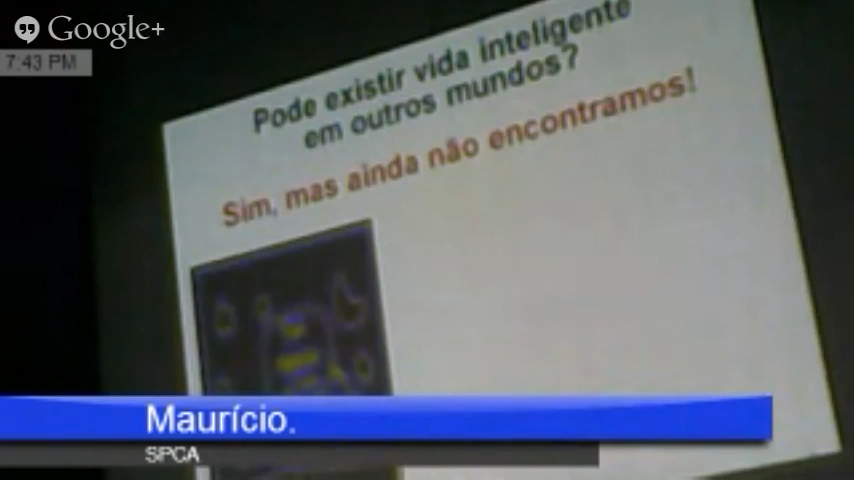 Google+
7:43 PM
Pode existir vida inteligente
em outros mundos?
Sim, mas ainda não encontramos!
Maurício.
SPCA